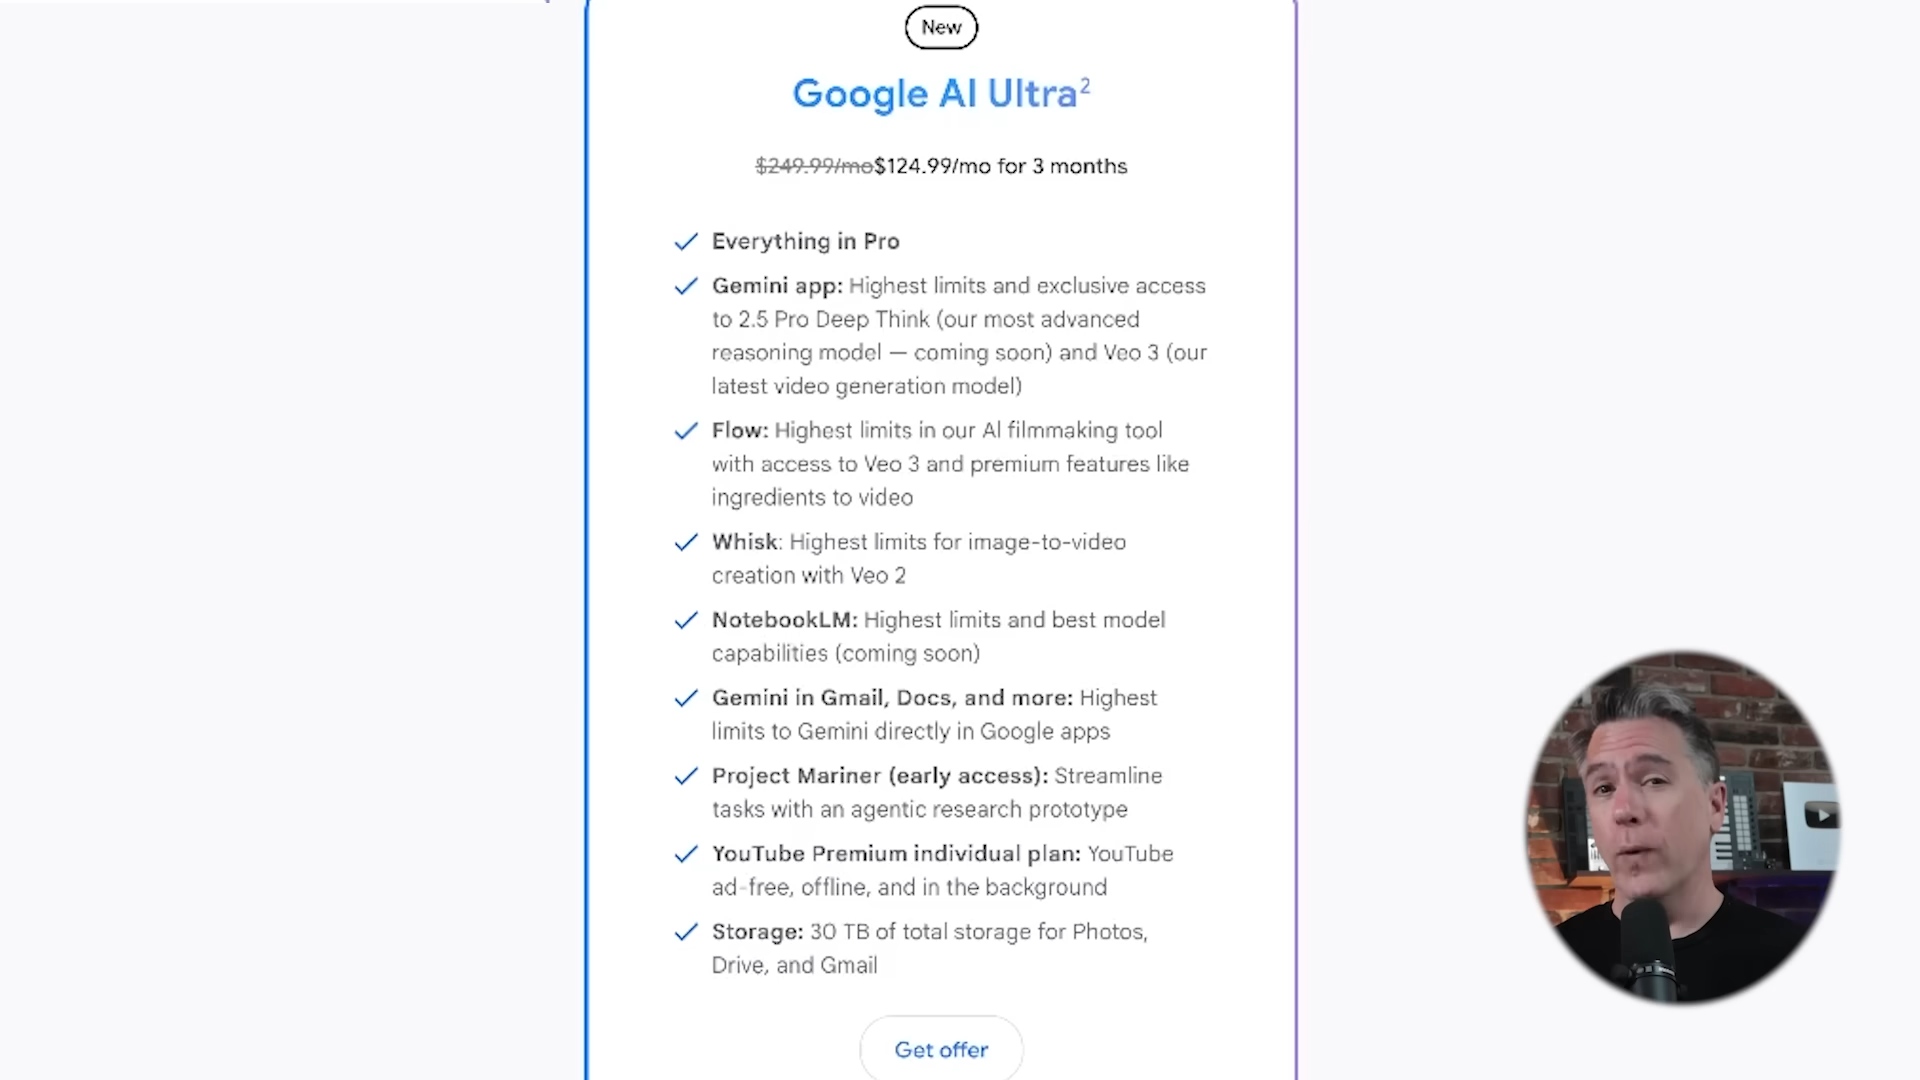 New
Google AI Ultra2
$249.99/mo$124.99/mo for 3 months
Everything in Pro
Gemini app: Highest limits and exclusive access
to 2.5 Pro Deep Think (our most advanced
reasoning model — coming soon) and Veo 3 (our
latest video generation model)
Flow: Highest limits in our AI filmmaking tool
with access to Veo 3 and premium features like
ingredients to video
Whisk: Highest limits for image-to-video
creation with Veo 2
NotebookLM: Highest limits and best model
capabilities (coming soon)
Gemini in Gmail, Docs, and more: Highest
limits to Gemini directly in Google apps
Project Mariner (early access): Streamline
tasks with an agentic research prototype
YouTube Premium individual plan: YouTube
ad-free, offline, and in the background
Storage: 30 TB of total storage for Photos,
Drive, and Gmail
Get offer